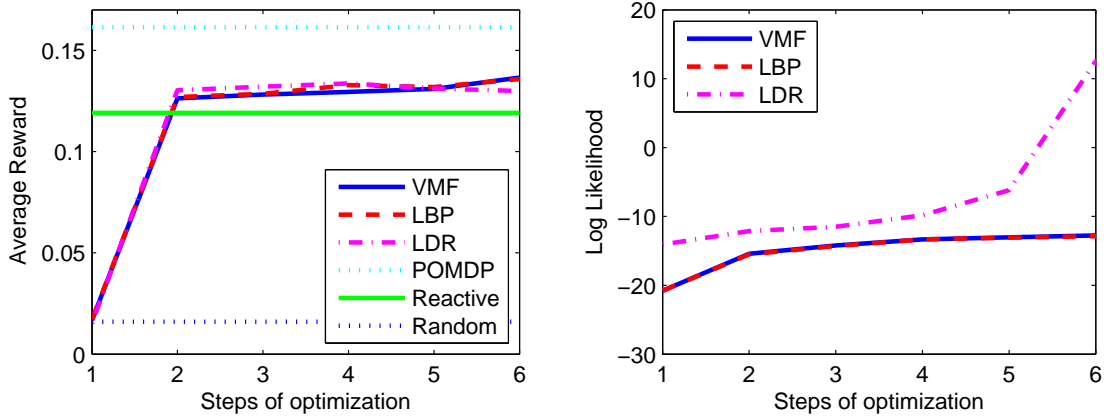 Average Reward
0.15
0.1
0.05
0
1 2 3 4 5 6
Steps of optimization
VMF
LBP
LDR
POMDP
Reactive
Random
Log Likelihood
20
10
0
−10
−20
−30
1 2 3 4 5 6
Steps of optimization
VMF
LBP
LDR